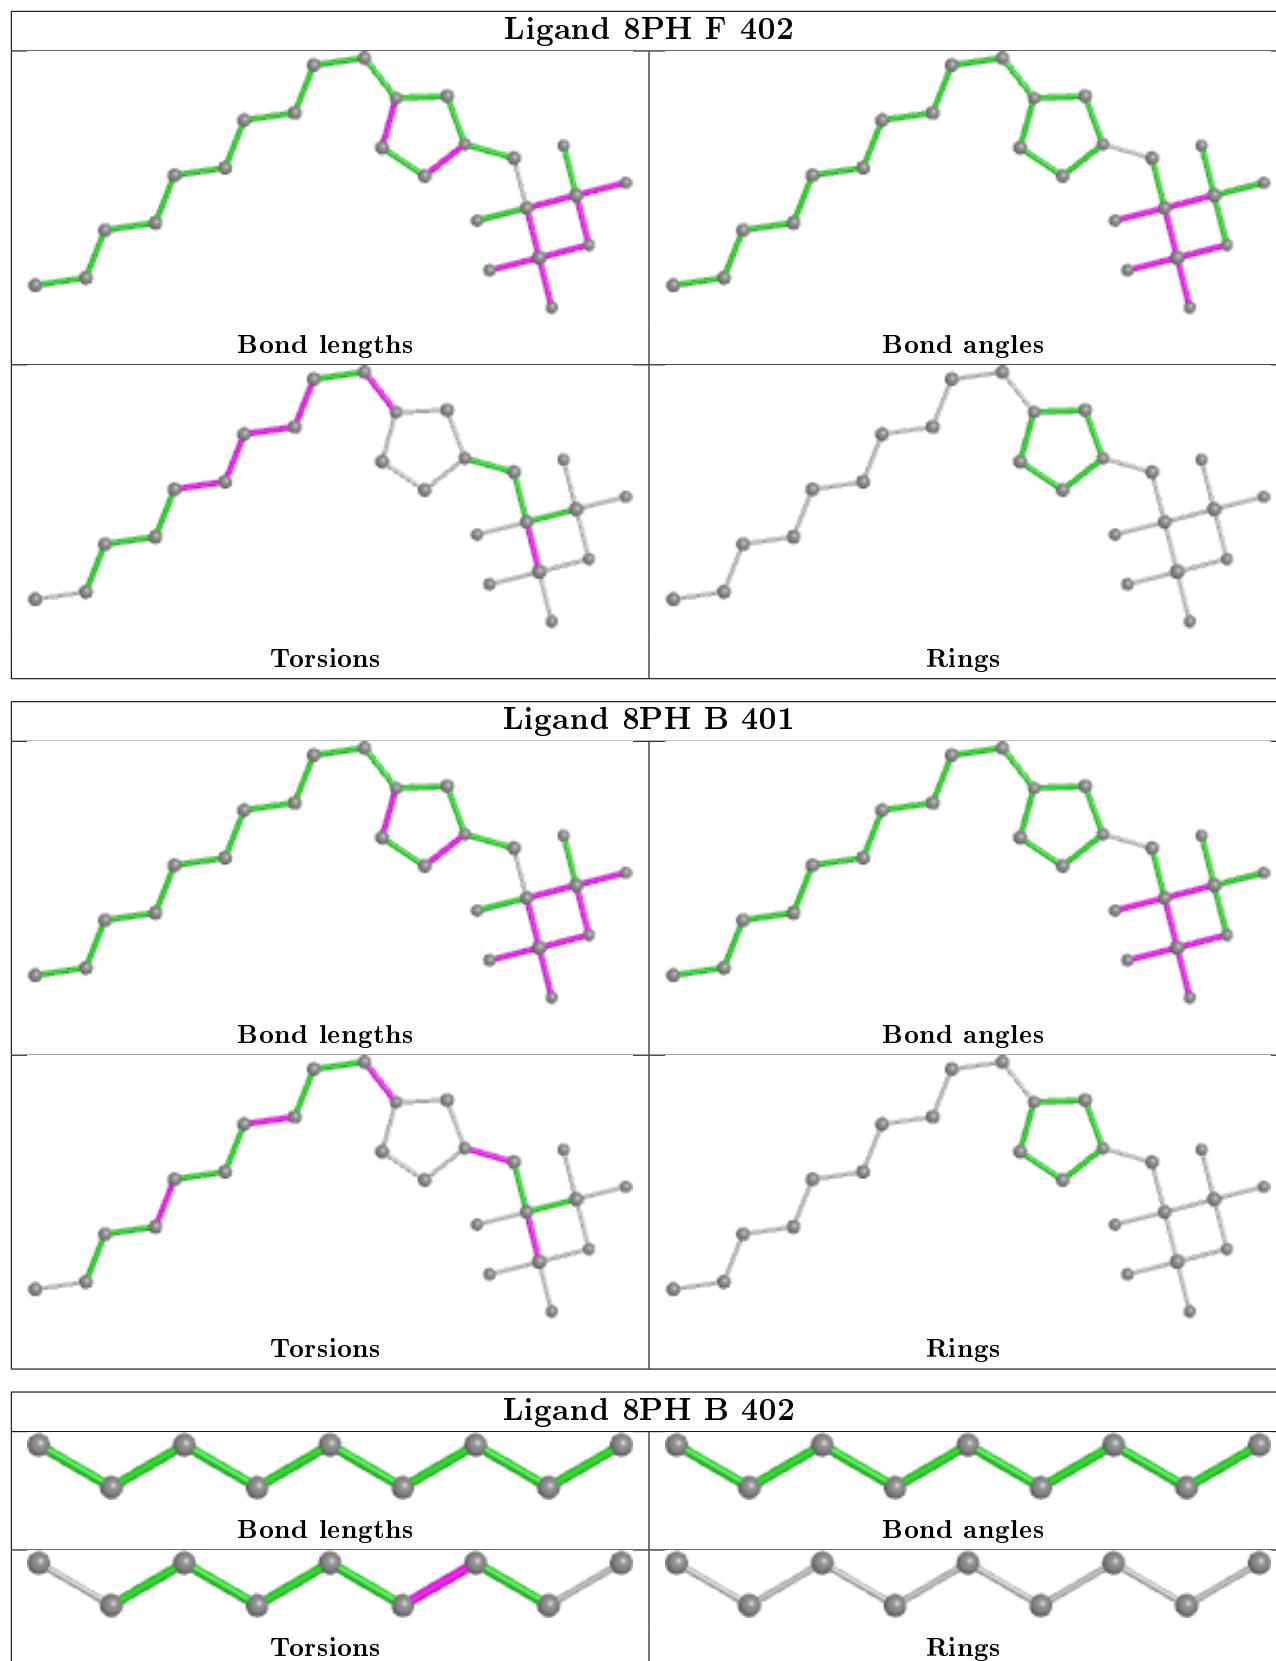 Ligand 8PH F 402
Bond lengths
Bond angles
Torsions
Rings
Ligand 8PH B 401
Bond lengths
Bond angles
Torsions
Rings
Ligand 8PH B 402
Bond lengths
Bond angles
Torsions
Rings